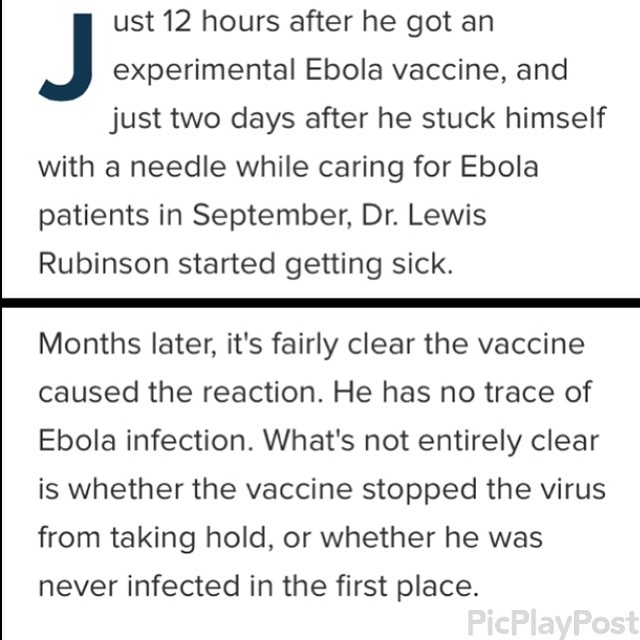 Just 12 hours after he got an
experimental Ebola vaccine, and
just two days after he stuck himself
with a needle while caring for Ebola
patients in September, Dr. Lewis
Rubinson started getting sick.
Months later, it's fairly clear the vaccine
caused the reaction. He has no trace of
Ebola infection. What's not entirely clear
is whether the vaccine stopped the virus
from taking hold, or whether he was
never infected in the first place.
PicPlayPost